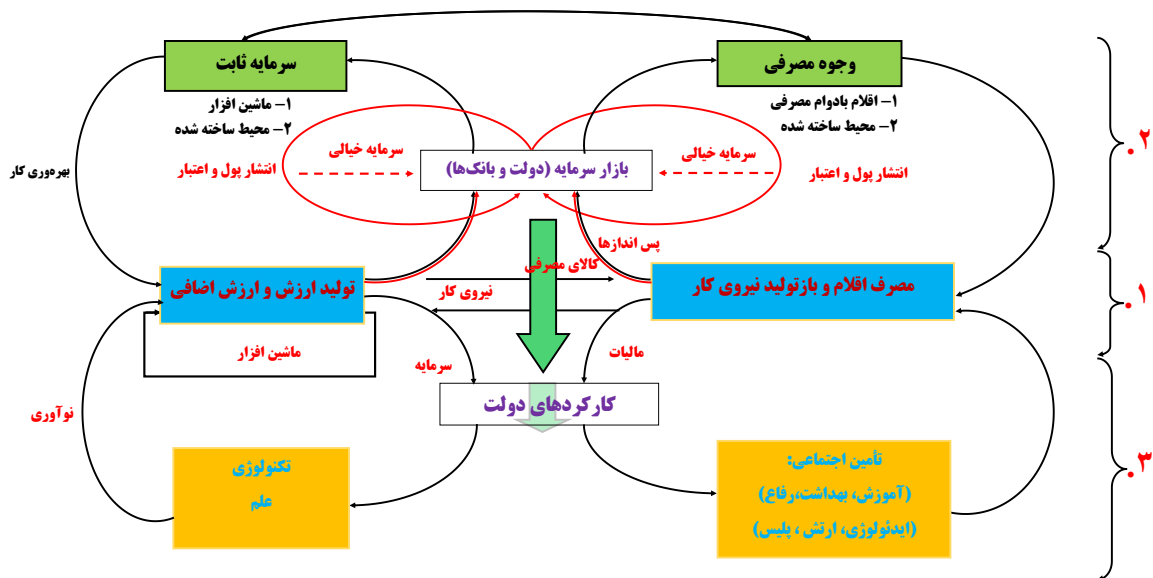 وجوه مصرفی
سرمایه ثابت
۱- اقلام بادوام مصرفی
۲- محیط ساخته شده
۱- ماشین افزار
۲- محیط ساخته شده
۲.
سرمایه خیالی
سرمایه خیالی
انتشار پول و اعتبار
بازار سرمایه (دولت و بانک‌ها)
انتشار پول و اعتبار
بهره‌وری کار
پس اندازها
کالای مصرفی
مصرف اقلام و بازتولید نیروی کار
نیروی کار
تولید ارزش و ارزش اضافی
۱.
مالیات
سرمایه
ماشین افزار
کارکردهای دولت
نوآوری
تأمین اجتماعی:
(آموزش، بهداشت،رفاع)
(ایدئولوژی، ارتش ، پلیس)
تکنولوژی
علم
۳.